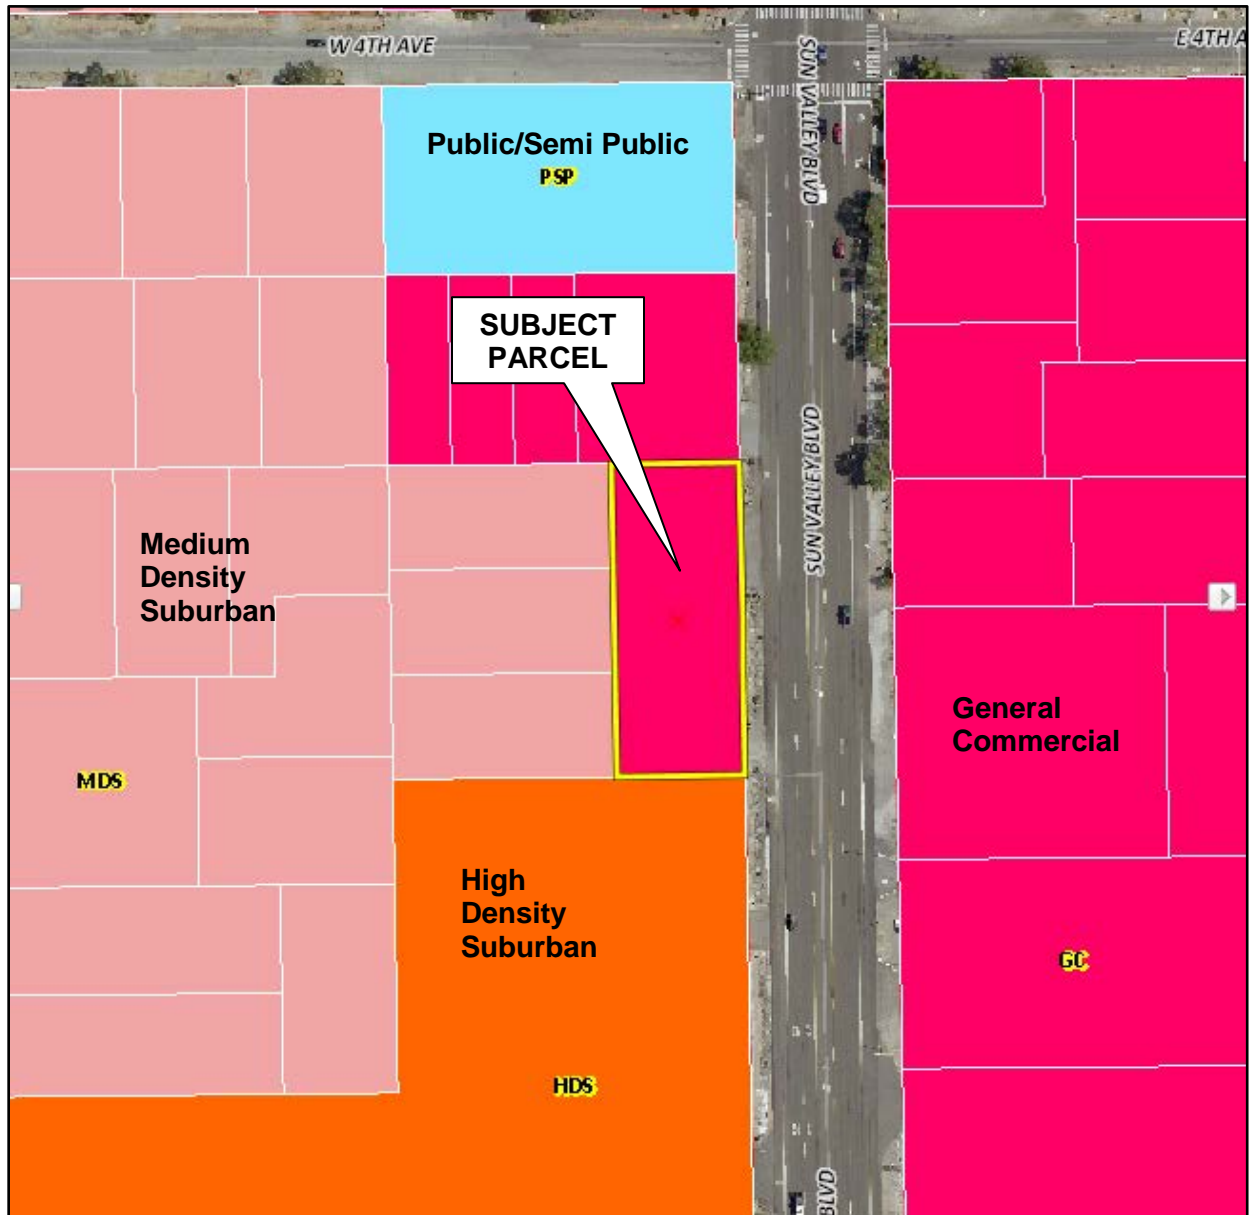 W 4TH AVE
SUN VALLEY BLVD
E 4TH A
Public/Semi Public
PSP
SUBJECT
PARCEL
SUN VALLEY BLVD
Medium
Density
Suburban
General
Commercial
MDS
High
Density
Suburban
GC
HDS
BLVD